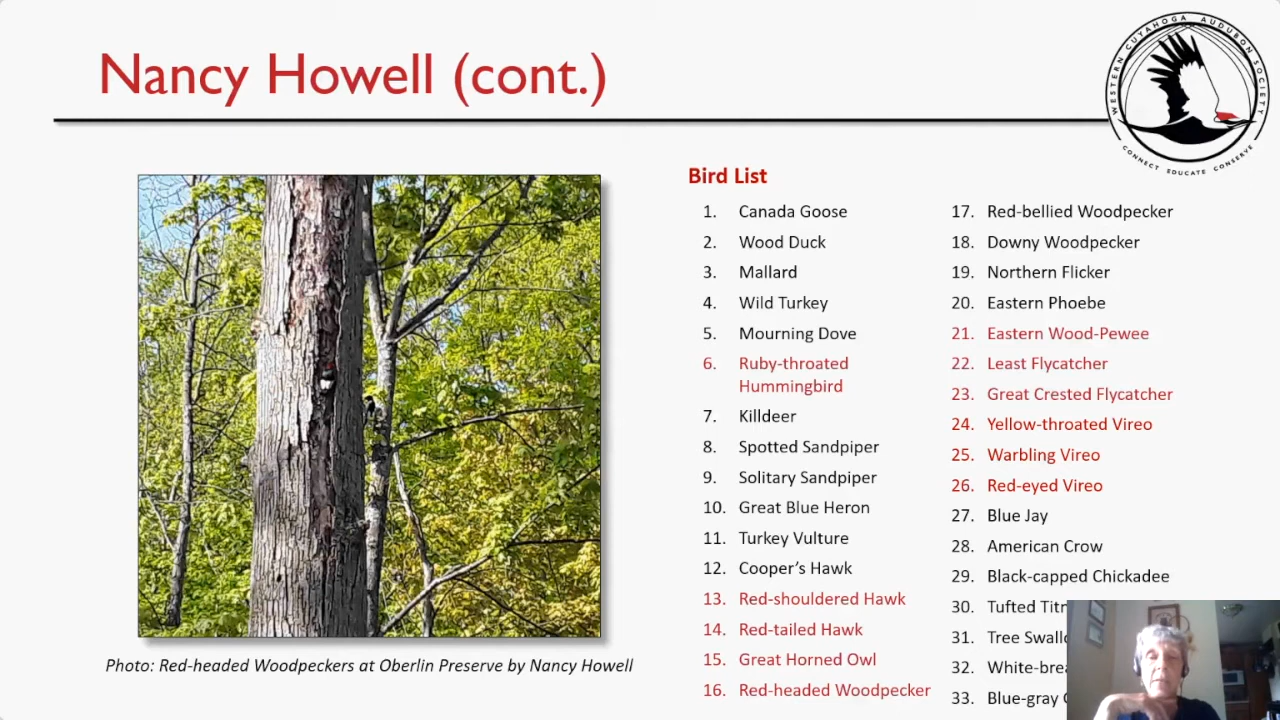 Nancy Howell (cont.)
WESTERN CUYAHOGA AUDUBON SOCIETY
CONNECT EDUCATE CONSERVE
Bird List
1. Canada Goose
2. Wood Duck
3. Mallard
4. Wild Turkey
5. Mourning Dove
6. Ruby-throated
Hummingbird
7. Killdeer
8. Spotted Sandpiper
9. Solitary Sandpiper
10. Great Blue Heron
11. Turkey Vulture
12. Cooper's Hawk
13. Red-shouldered Hawk
14. Red-tailed Hawk
15. Great Horned Owl
16. Red-headed Woodpecker
17. Red-bellied Woodpecker
18. Downy Woodpecker
19. Northern Flicker
20. Eastern Phoebe
21. Eastern Wood-Pewee
22. Least Flycatcher
23. Great Crested Flycatcher
24. Yellow-throated Vireo
25. Warbling Vireo
26. Red-eyed Vireo
27. Blue Jay
28. American Crow
29. Black-capped Chickadee
30. Tufted
31. Tree
32.
33. Blue-gray
Photo: Red-headed Woodpeckers at Oberlin Preserve by Nancy Howell